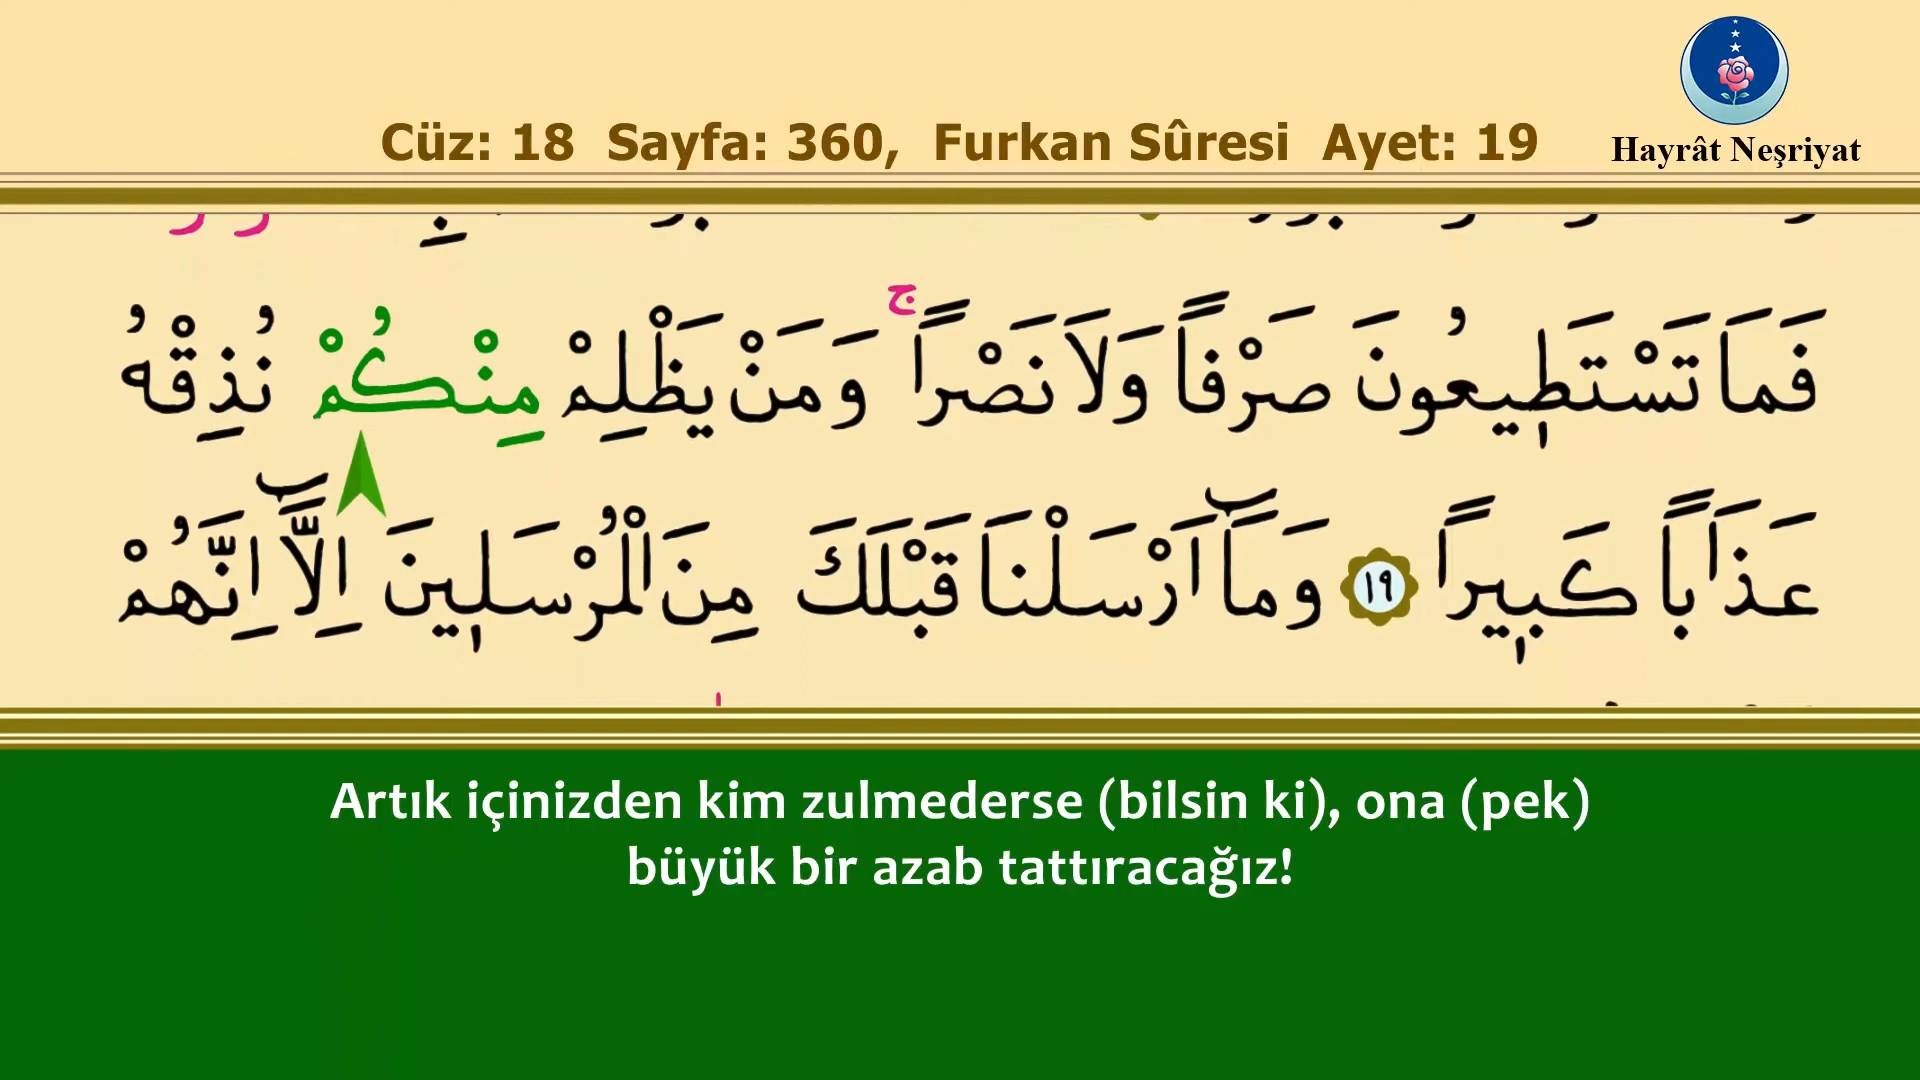 Cüz: 18 Sayfa: 360, Furkan Sûresi Ayet: 19
Hayrât Neşriyat
فَمَا تَسْتَطٖيعُونَ صَرْفًا وَلَا نَصْرًا ج وَمَنْ يَظْلِمْ مِنْكُمْ نُذِقْهُ
عَذَابًا كَبٖيرًا ١٩ وَمَٓا اَرْسَلْنَا قَبْلَكَ مِنَ الْمُرْسَلٖينَ اِلَّٓا اِنَّهُمْ
Artık içinizden kim zulmederse (bilsin ki), ona (pek)
büyük bir azab tattıracağız!